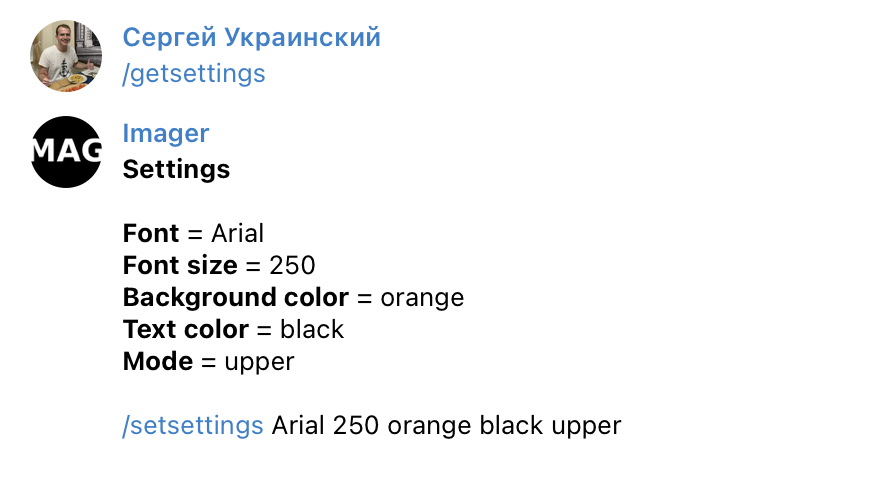 Сергей Украинский
/getsettings
MAG
Imager
Settings
Font = Arial
Font size = 250
Background color = orange
Text color = black
Mode = upper
/setsettings Arial 250 orange black upper